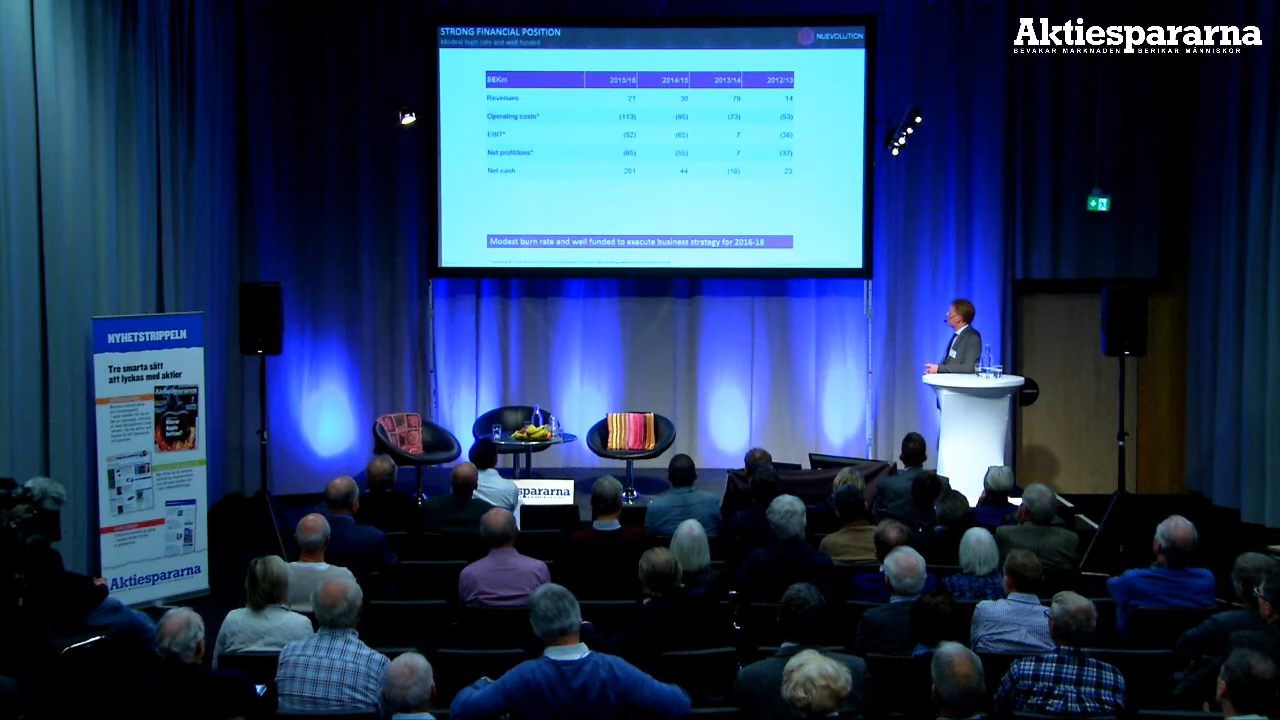 STRONG FINANCIAL POSITION
Modest burn rate and well funded
NUEVOLUTION
Aktiespararna
BEVAKAR MARKNADEN BERIKAR MÄNNISKOR
SEKm 2015/16 2014/15 2013/14 2012/13
Revenues 21 38 79 14
Operating costs* (113) (95) (73) (53)
EBIT* (92) (65) 7 (38)
Net profit/loss* (85) (55) 7 (37)
Net cash 201 44 (10) 23
Modest burn rate and well funded to execute business strategy for 2016-18
NYHETSTRIPPELN
Tre smarta sätt
att lyckas med aktier
Aktiespararna
Aktiespararna
spararna